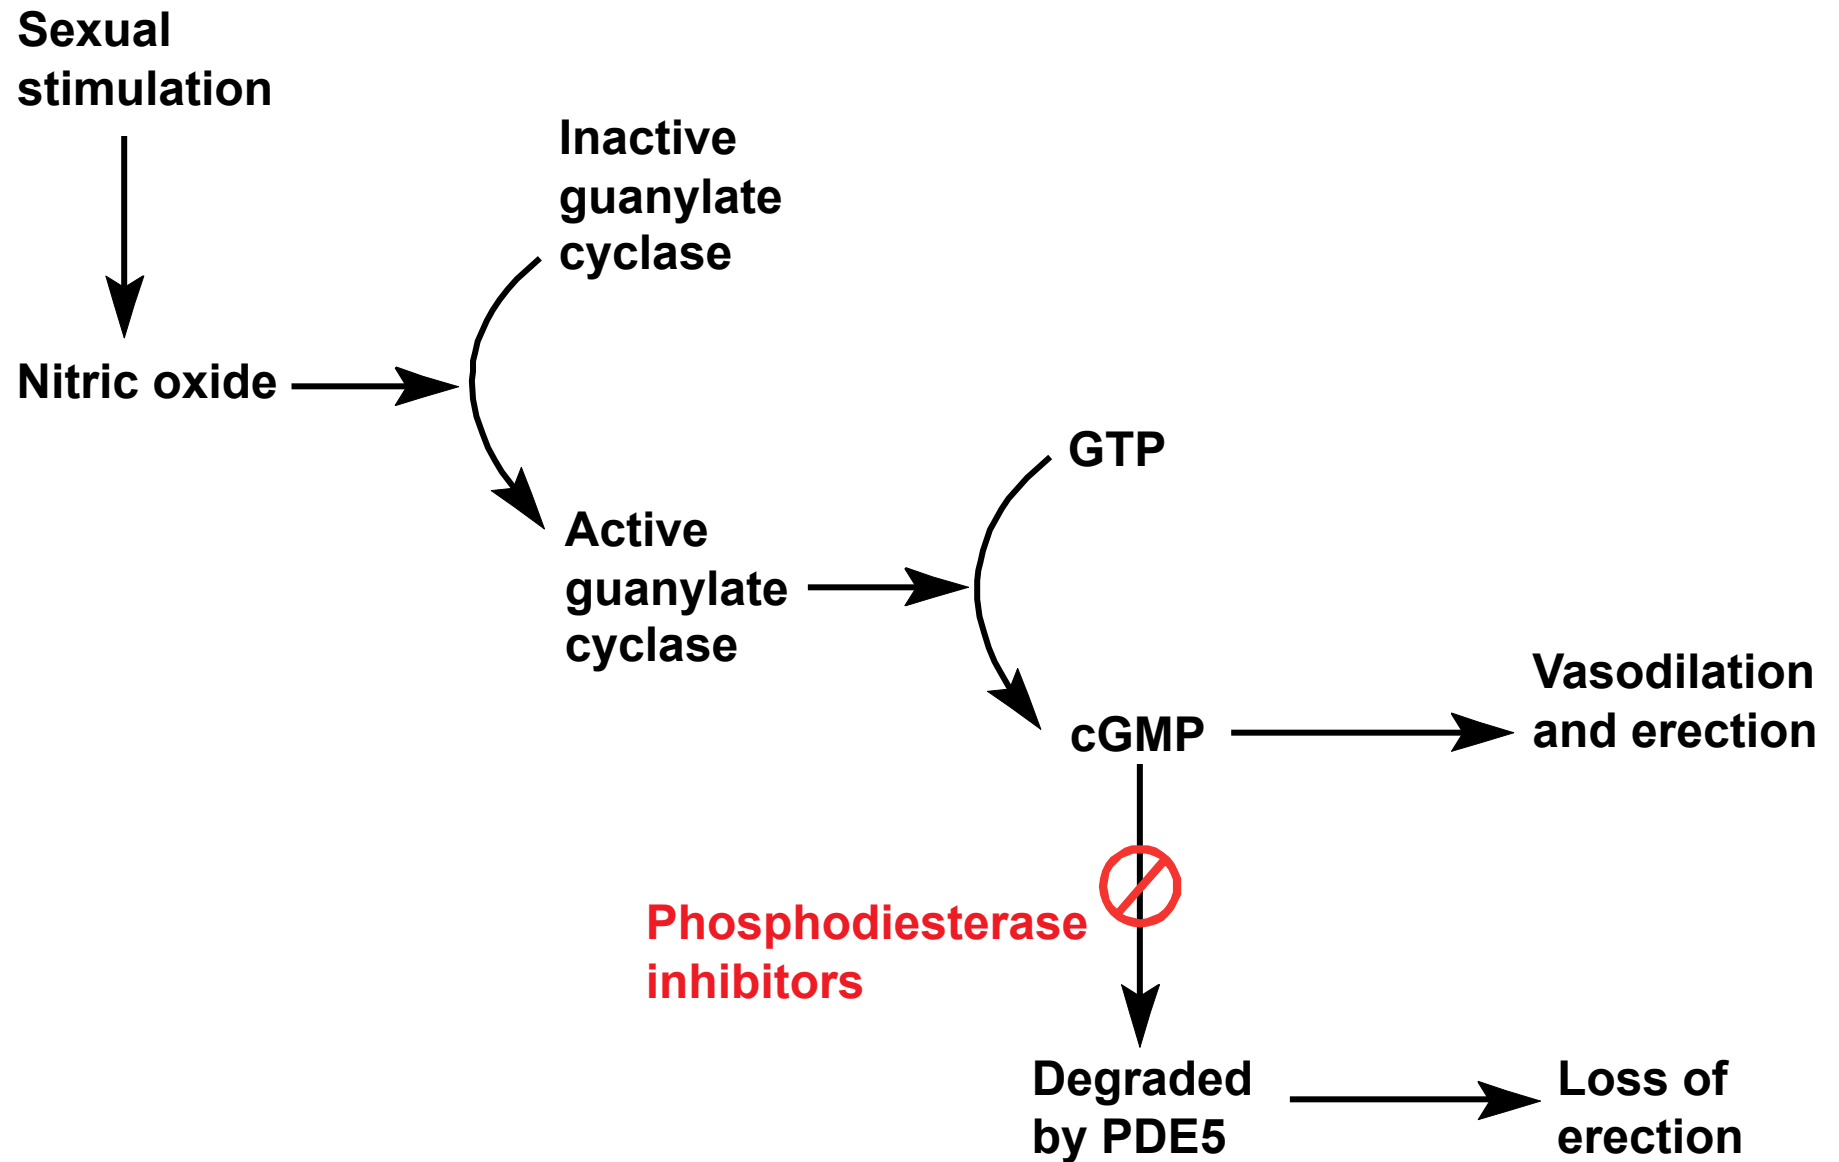 Sexual
stimulation
Inactive
guanylate
cyclase
Nitric oxide
GTP
Active
guanylate
cyclase
cGMP
Vasodilation
and erection
Phosphodiesterase
inhibitors
Degraded
by PDE5
Loss of
erection